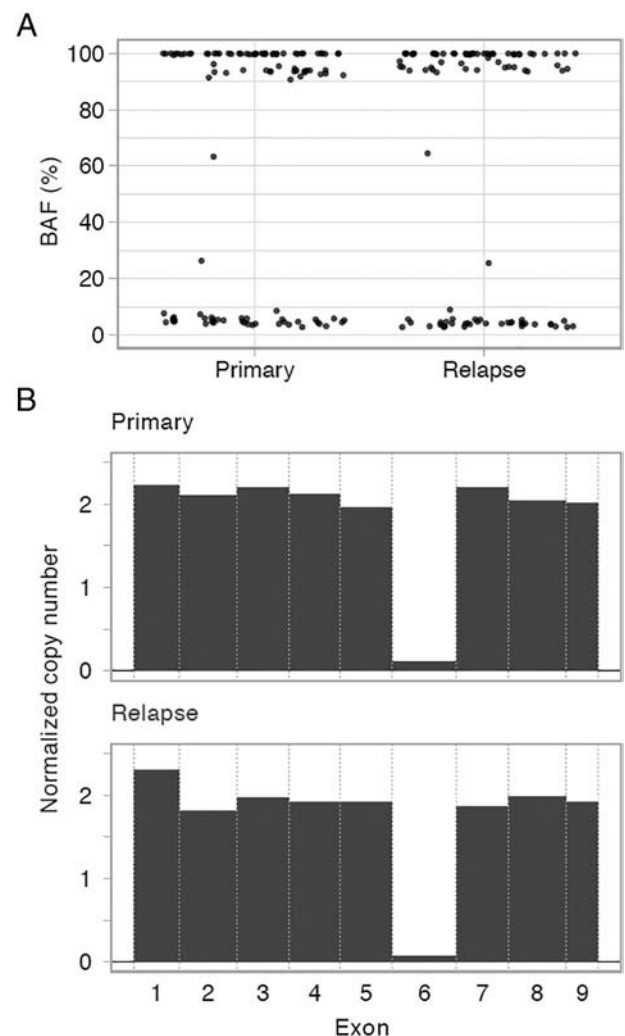 A
BAF (%)
100
80
60
40
20
0
Primary
Relapse
B
Primary
Normalized copy number
2
1
0
Relapse
2
1
0
1 2 3 4 5 6 7 8 9
Exon